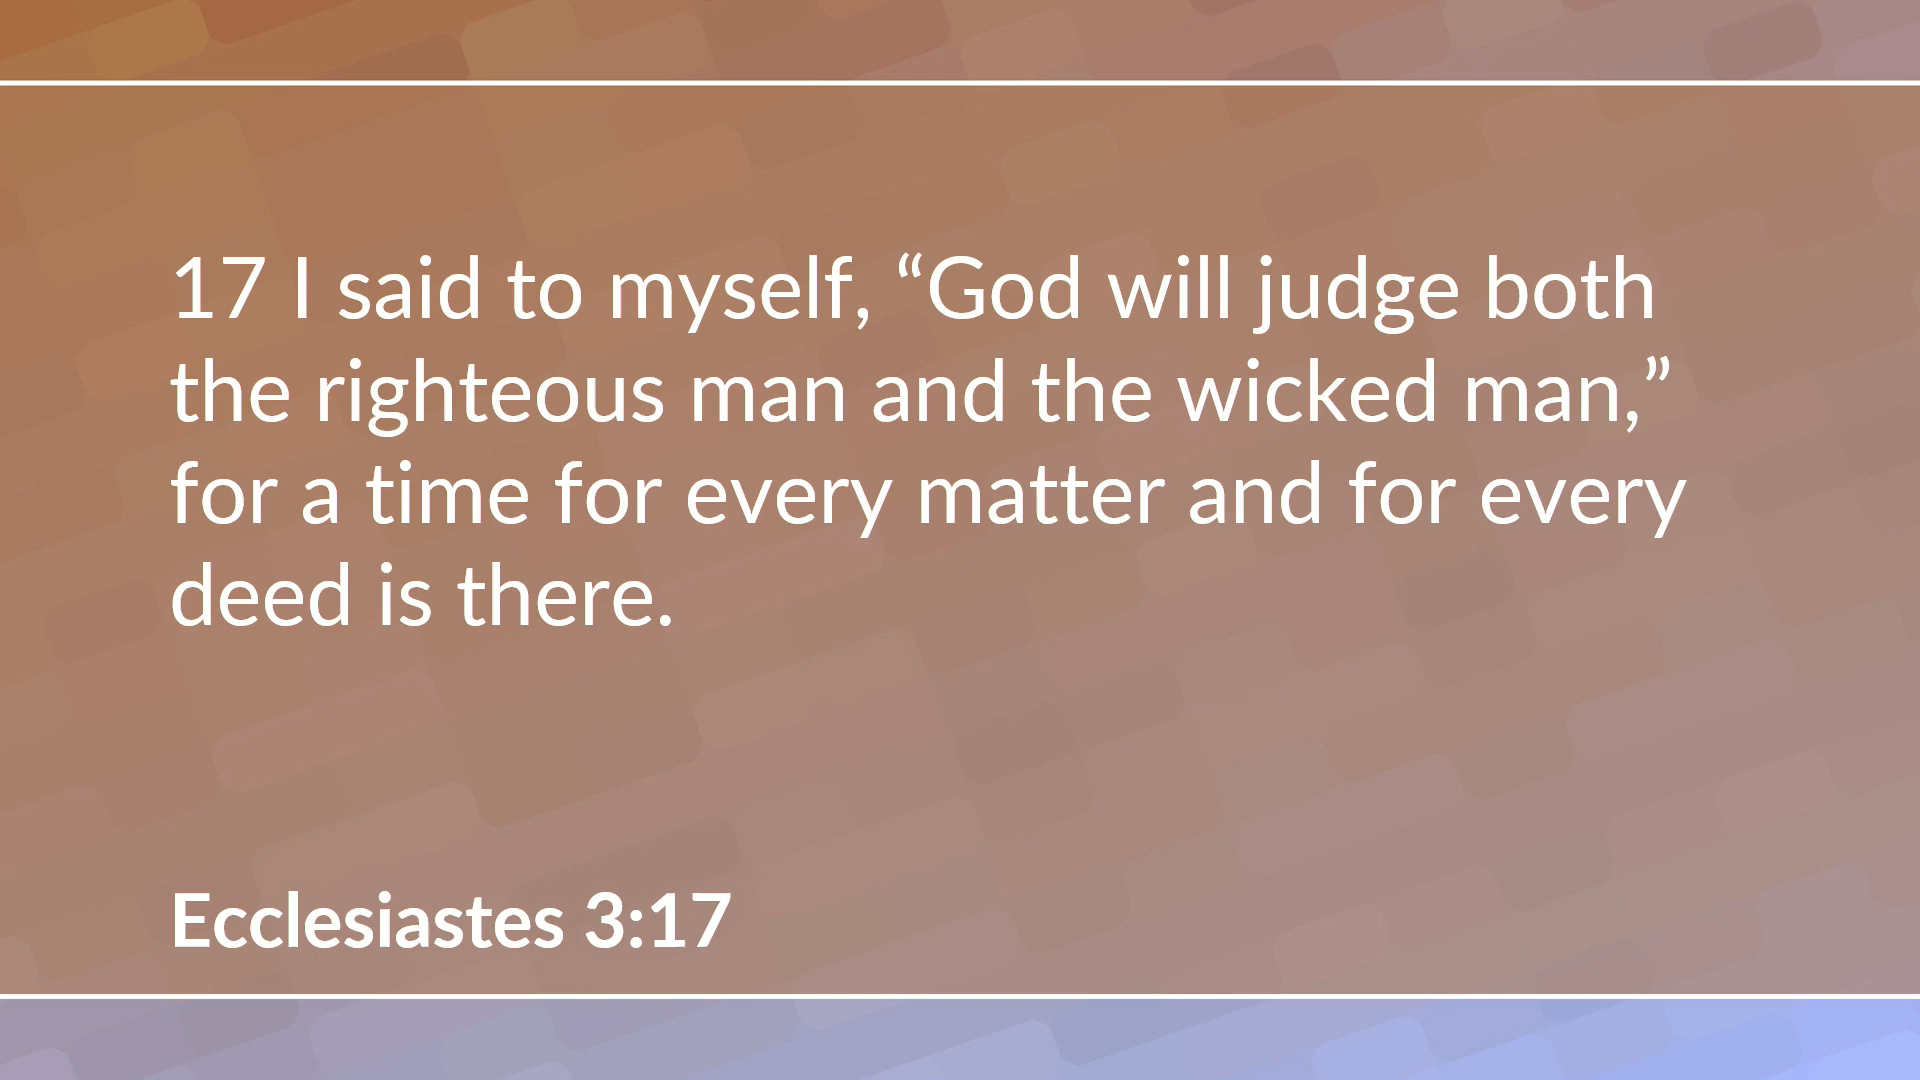 17 I said to myself, “God will judge both
the righteous man and the wicked man,”
for a time for every matter and for every
deed is there.
Ecclesiastes 3:17